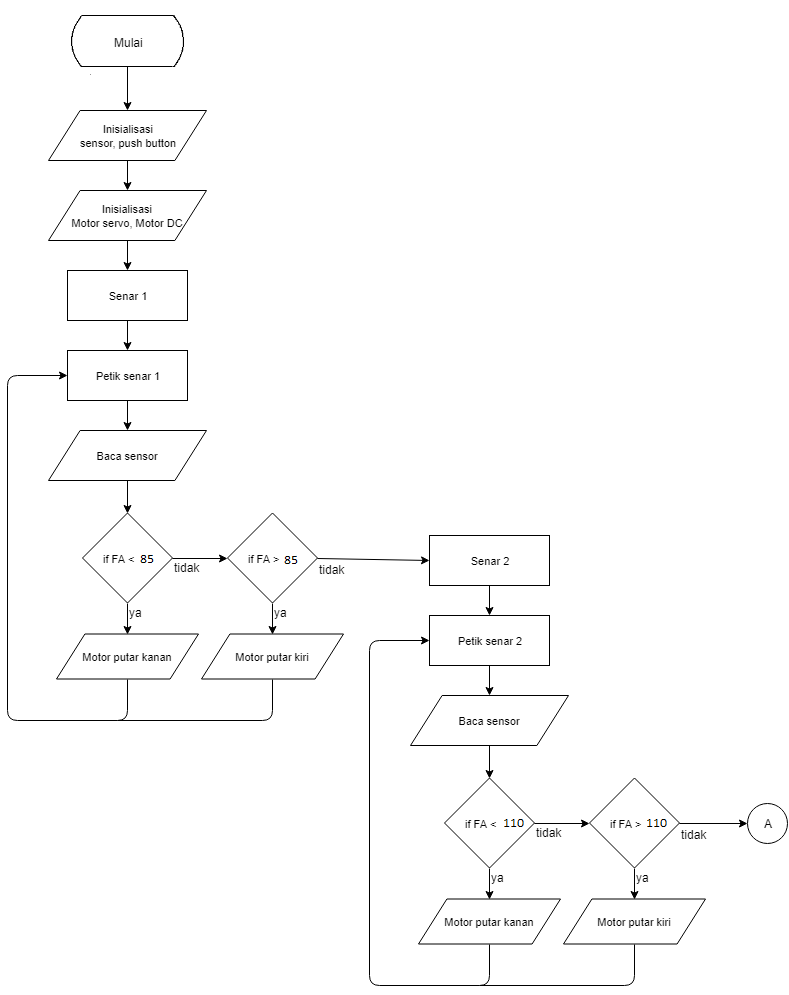 Mulai
Inisialisasi
sensor, push button
Inisialisasi
Motor servo, Motor DC
Senar 1
Petik senar 1
Baca sensor
if FA < 85
tidak
if FA > 85
tidak
ya
ya
Motor putar kanan
Motor putar kiri
Senar 2
Petik senar 2
Baca sensor
if FA < 110
tidak
if FA > 110
tidak
A
ya
ya
Motor putar kanan
Motor putar kiri